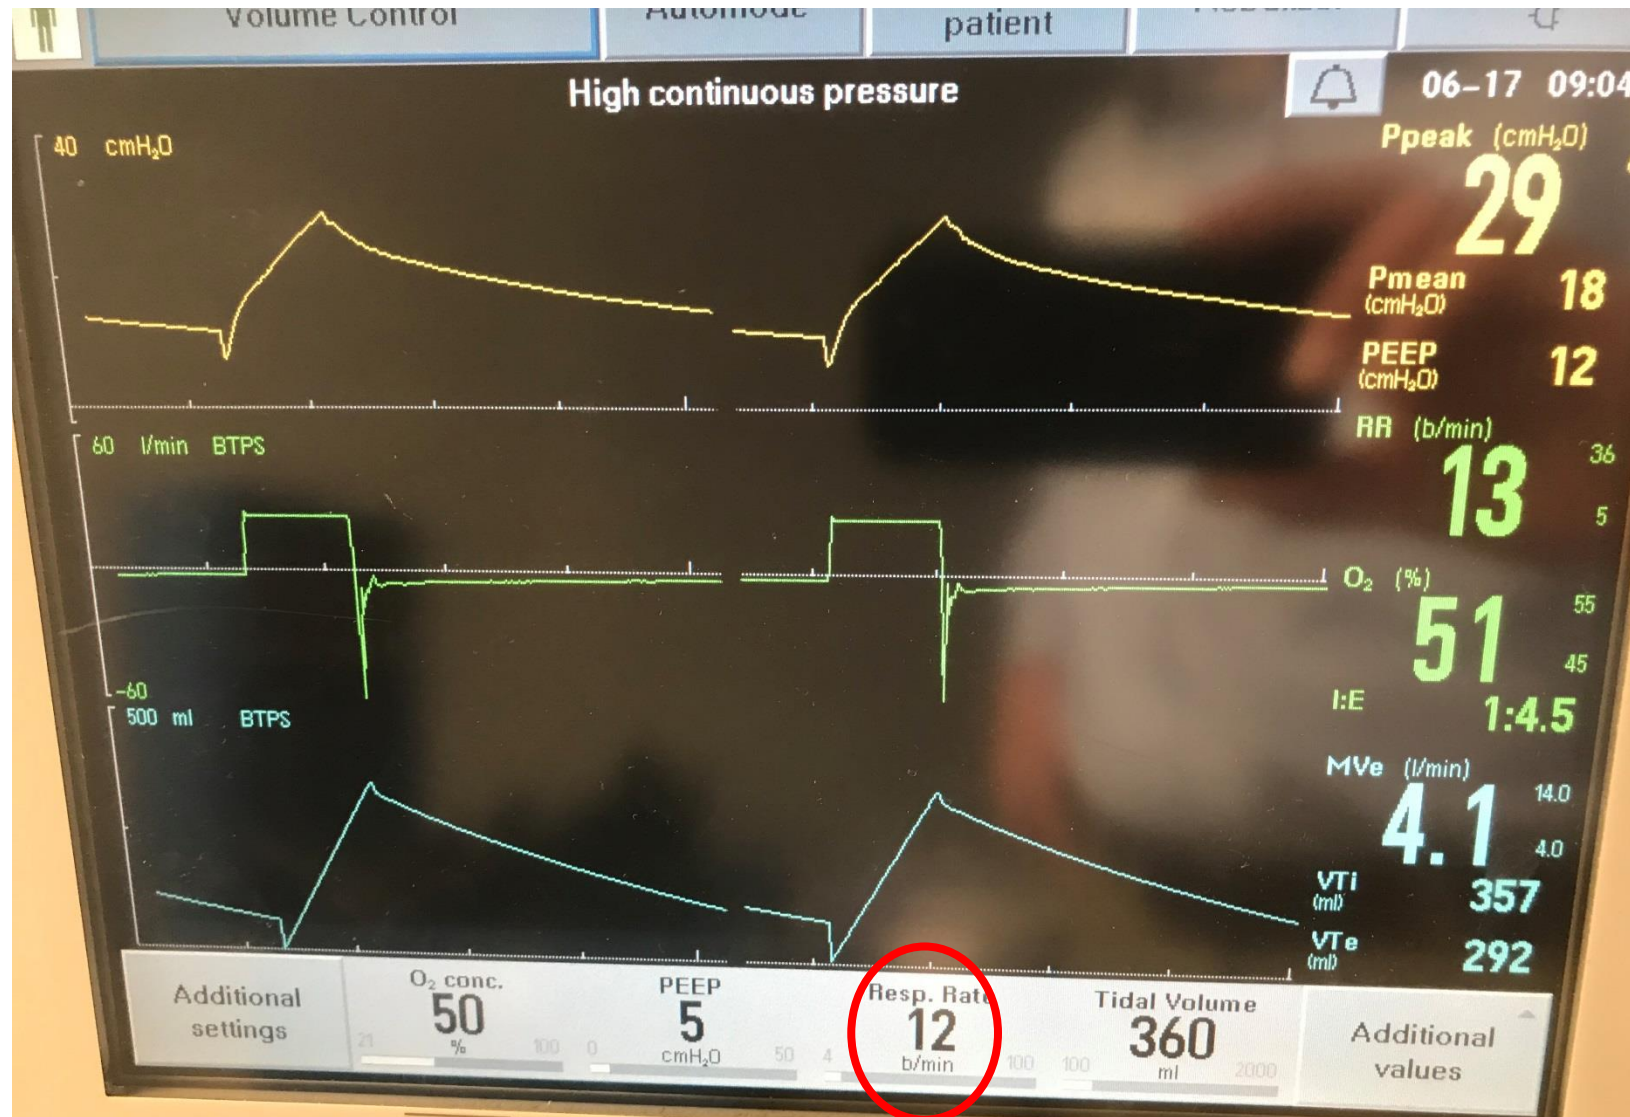 Volume Control
Automode
patient
High continuous pressure
06-17 09:04
40 cmH₂O
Ppeak (cmH₂O)
29
Pmean
(cmH₂O)
18
PEEP
(cmH₂O)
12
60 l/min BTPS
RR (b/min)
13
36
5
O₂ (%)
51
55
45
-60
I:E
1:4.5
500 ml BTPS
MVe (l/min)
4.1
14.0
4.0
VTi
(ml)
357
VTe
(ml)
292
Additional
settings
O₂ conc.
50
21 % 100
PEEP
5
0 cmH₂O 50
Resp. Rate
12
4 b/min 100
Tidal Volume
360
100 ml 2000
Additional
values